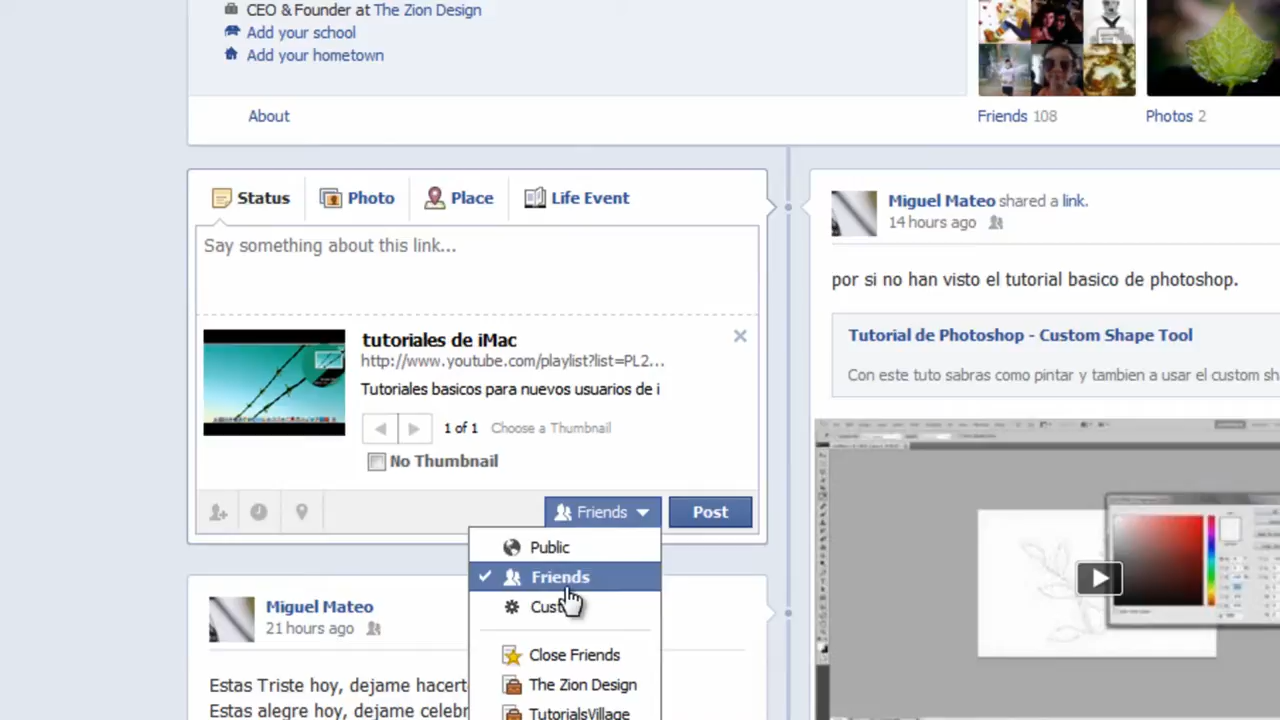 CEO & Founder at The Zion Design
Add your school
Add your hometown
About
Friends 108
Photos 2
Status
Photo
Place
Life Event
Say something about this link...
tutoriales de iMac
http://www.youtube.com/playlist?list=PL2...
Tutoriales basicos para nuevos usuarios de i
1 of 1 Choose a Thumbnail
No Thumbnail
Friends
Post
Public
Friends
Cust
Close Friends
The Zion Design
TutorialsVillage
Miguel Mateo
21 hours ago
Estas Triste hoy, dejame hacert
Estas alegre hoy, dejame celebr
Miguel Mateo shared a link.
14 hours ago
por si no han visto el tutorial basico de photoshop.
Tutorial de Photoshop - Custom Shape Tool
Con este tuto sabras como pintar y tambien a usar el custom sh